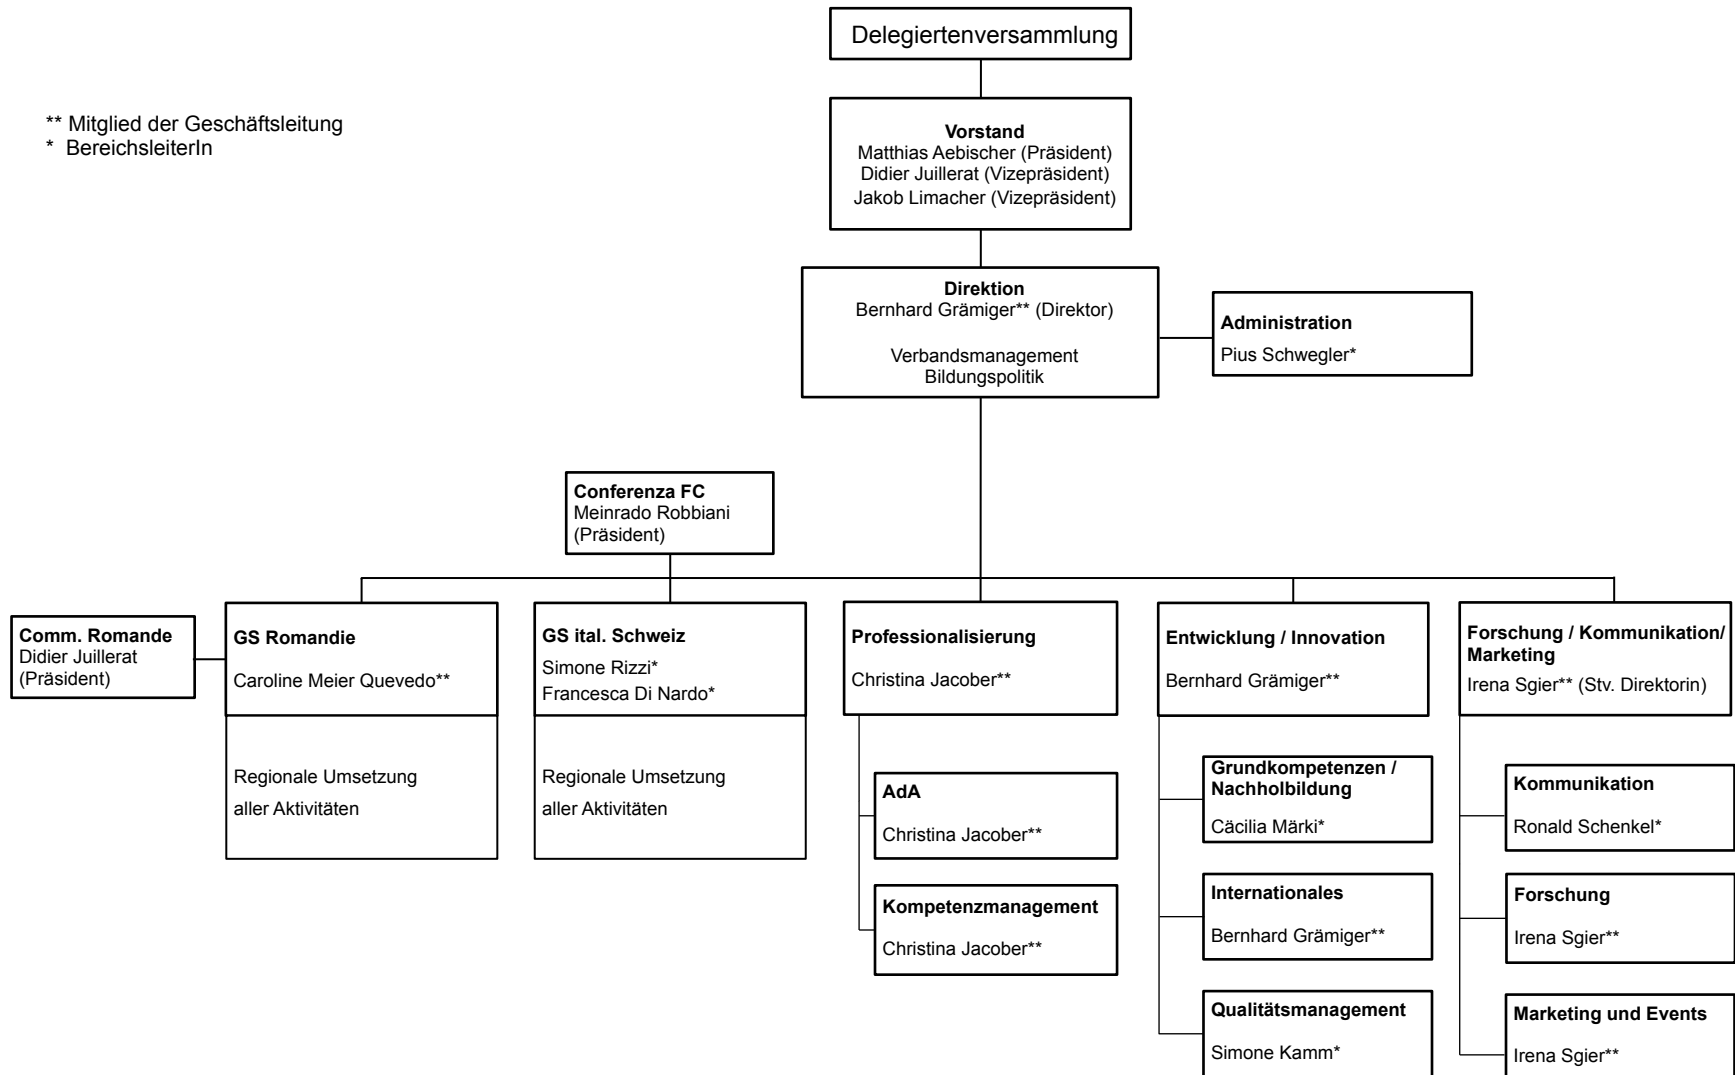 Delegiertenversammlung
** Mitglied der Geschäftsleitung
* BereichsleiterIn
Vorstand
Matthias Aebischer (Präsident)
Didier Juillerat (Vizepräsident)
Jakob Limacher (Vizepräsident)
Direktion
Bernhard Grämiger** (Direktor)
Verbandsmanagement
Bildungspolitik
Administration
Pius Schwegler*
Conferenza FC
Meinrado Robbiani
(Präsident)
Comm. Romande
Didier Juillerat
(Präsident)
GS Romandie
Caroline Meier Quevedo**
Regionale Umsetzung
aller Aktivitäten
GS ital. Schweiz
Simone Rizzi*
Francesca Di Nardo*
Regionale Umsetzung
aller Aktivitäten
Professionalisierung
Christina Jacober**
AdA
Christina Jacober**
Kompetenzmanagement
Christina Jacober**
Entwicklung / Innovation
Bernhard Grämiger**
Grundkompetenzen /
Nachholbildung
Cäcilia Märki*
Internationales
Bernhard Grämiger**
Qualitätsmanagement
Simone Kamm*
Forschung / Kommunikation/
Marketing
Irena Sgier** (Stv. Direktorin)
Kommunikation
Ronald Schenkel*
Forschung
Irena Sgier**
Marketing und Events
Irena Sgier**